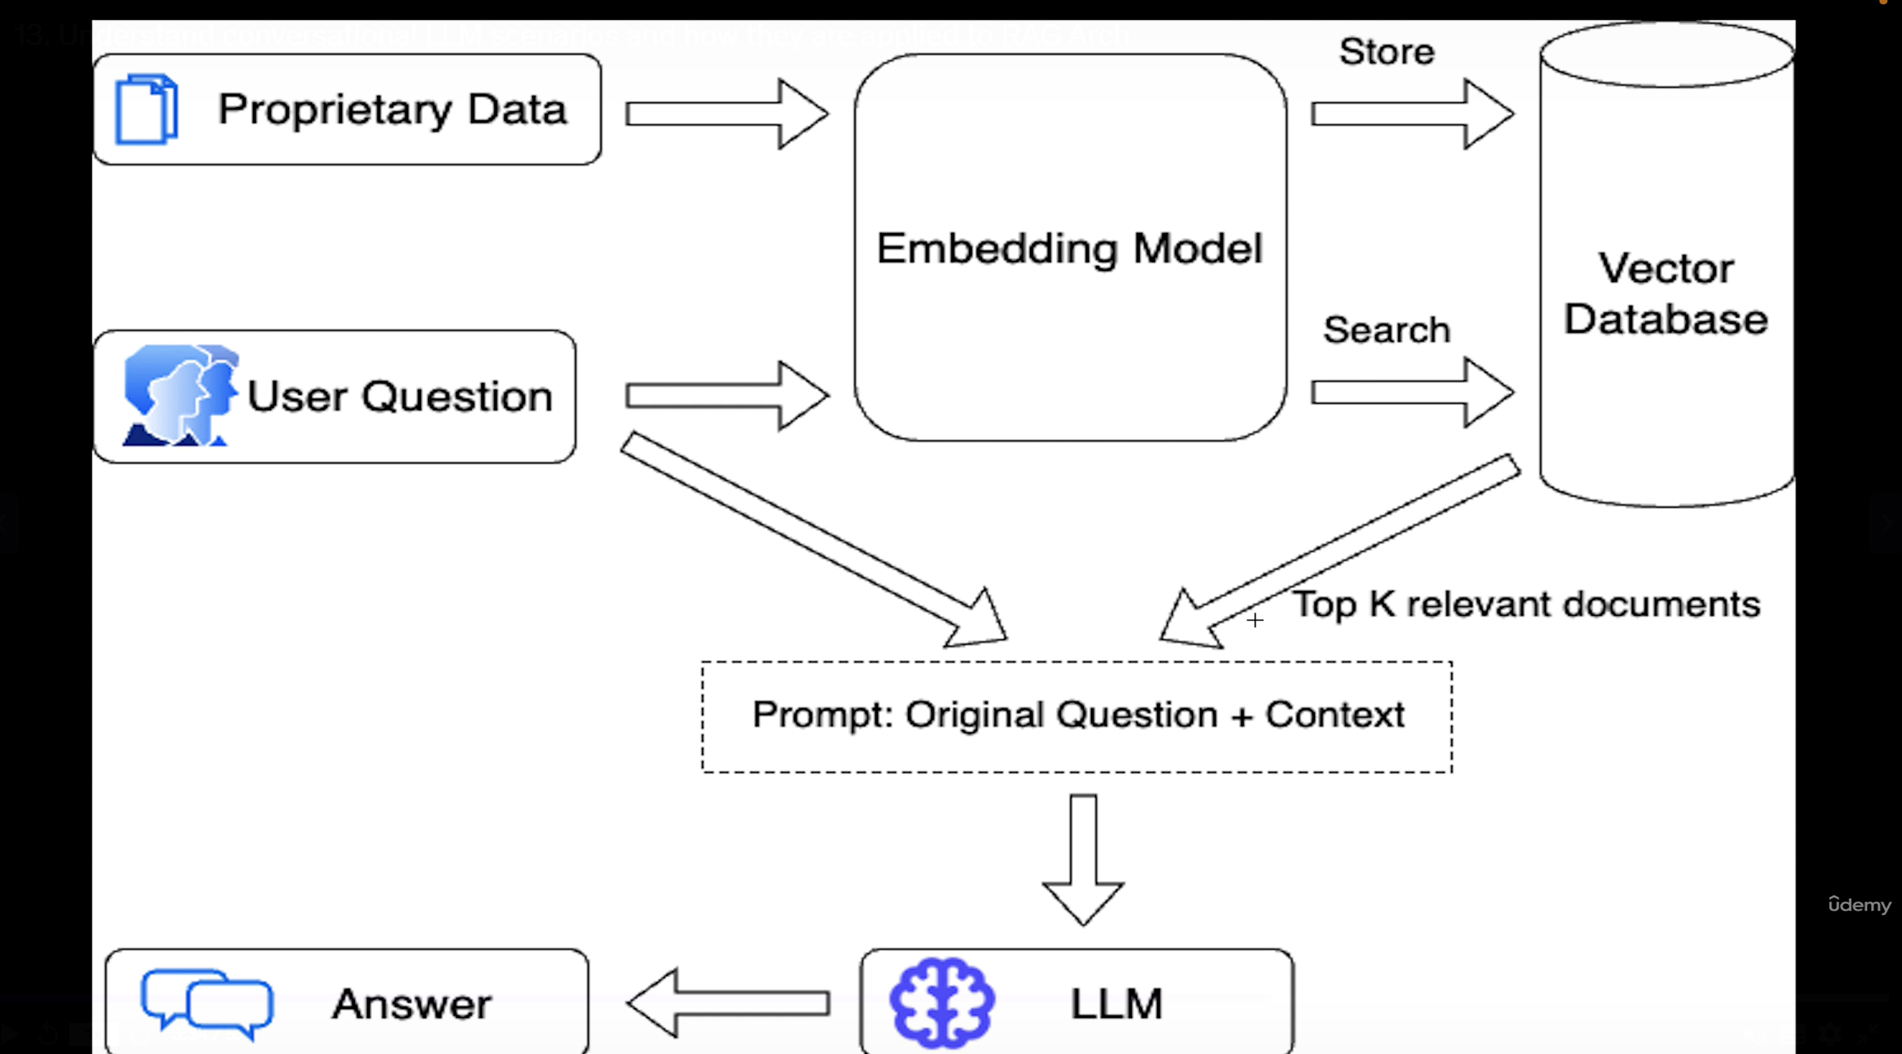 13. Understand conversational LLM scenarios and how they are applied to RAG Arch
Store
Proprietary Data
Embedding Model
Vector
Database
Search
User Question
Top K relevant documents
Prompt: Original Question + Context
ûdemy
Answer
LLM